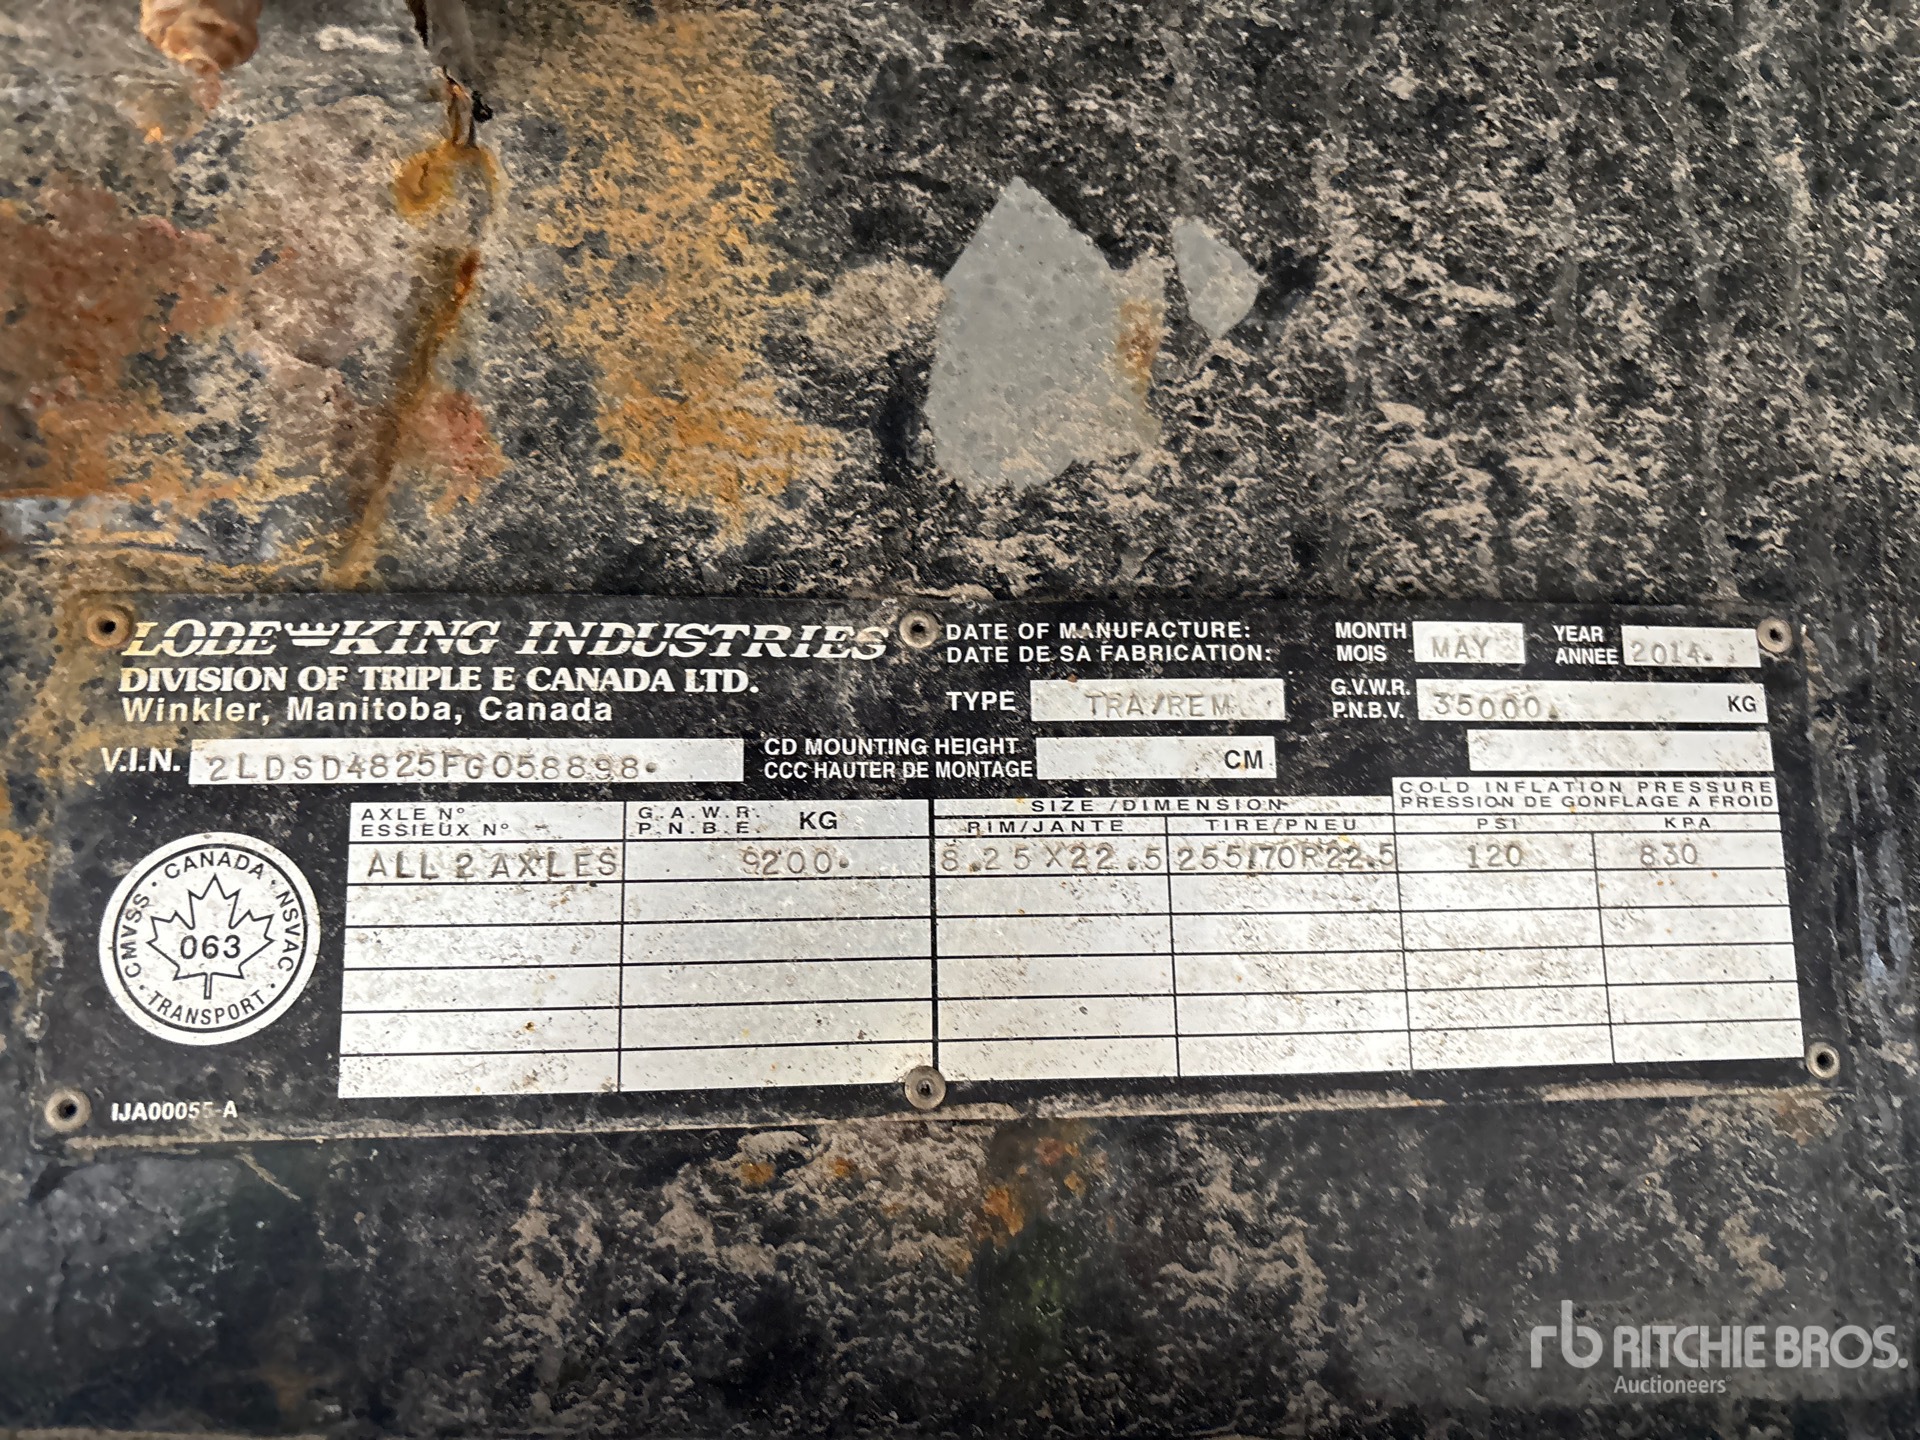 LODE KING INDUSTRIES
DIVISION OF TRIPLE E CANADA LTD.
Winkler, Manitoba, Canada
DATE OF MANUFACTURE:
DATE DE SA FABRICATION:
MONTH
MOIS
MAY
YEAR
ANNÉE
2014
TYPE TRA/REM
G.V.W.R.
P.N.B.V.
35000 KG
V.I.N. 2LDSD4825FG058898
CD MOUNTING HEIGHT
CCC HAUTER DE MONTAGE
CM
AXLE Nº
ESSIEUX Nº
G.A.W.R.
P.N.B.E. KG
SIZE/DIMENSION
RIM/JANTE TIRE/PNEU
COLD INFLATION PRESSURE
PRESSION DE GONFLAGE A FROID
PSI KPA
ALL 2 AXLES 9200 8.25X22.5 255/70R22.5 120 830
CANADA · NSVAC · TRANSPORT · CMVSS ·
063
IJA00055-A
rb RITCHIE BROS.
Auctioneers